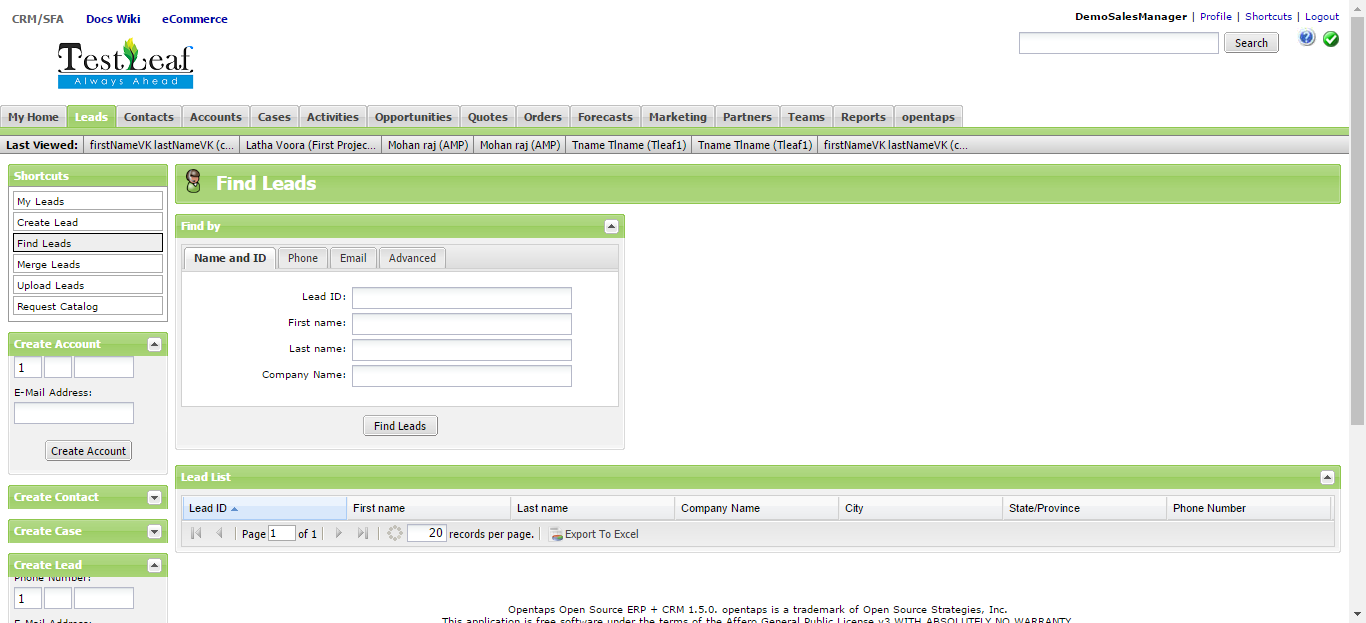 CRM/SFA Docs Wiki eCommerce
DemoSalesManager | Profile | Shortcuts | Logout
Search
TestLeaf
Always Ahead
My Home Leads Contacts Accounts Cases Activities Opportunities Quotes Orders Forecasts Marketing Partners Teams Reports opentaps
Last Viewed: firstNameVK lastNameVK (c... Latha Voora (First Projec... Mohan raj (AMP) Mohan raj (AMP) Tname Tlname (Tleaf1) Tname Tlname (Tleaf1) firstNameVK lastNameVK (c...
Shortcuts
My Leads
Create Lead
Find Leads
Merge Leads
Upload Leads
Request Catalog
Create Account
1
E-Mail Address:
Create Account
Create Contact
Create Case
Create Lead
Phone Number:
1
E-Mail Address:
Find Leads
Find by
Name and ID Phone Email Advanced
Lead ID:
First name:
Last name:
Company Name:
Find Leads
Lead List
Lead ID First name Last name Company Name City State/Province Phone Number
Page 1 of 1 20 records per page. Export To Excel
Opentaps Open Source ERP + CRM 1.5.0. opentaps is a trademark of Open Source Strategies, Inc.
This application is free software under the terms of the Affero General Public License v3 WITH ABSOLUTELY NO WARRANTY